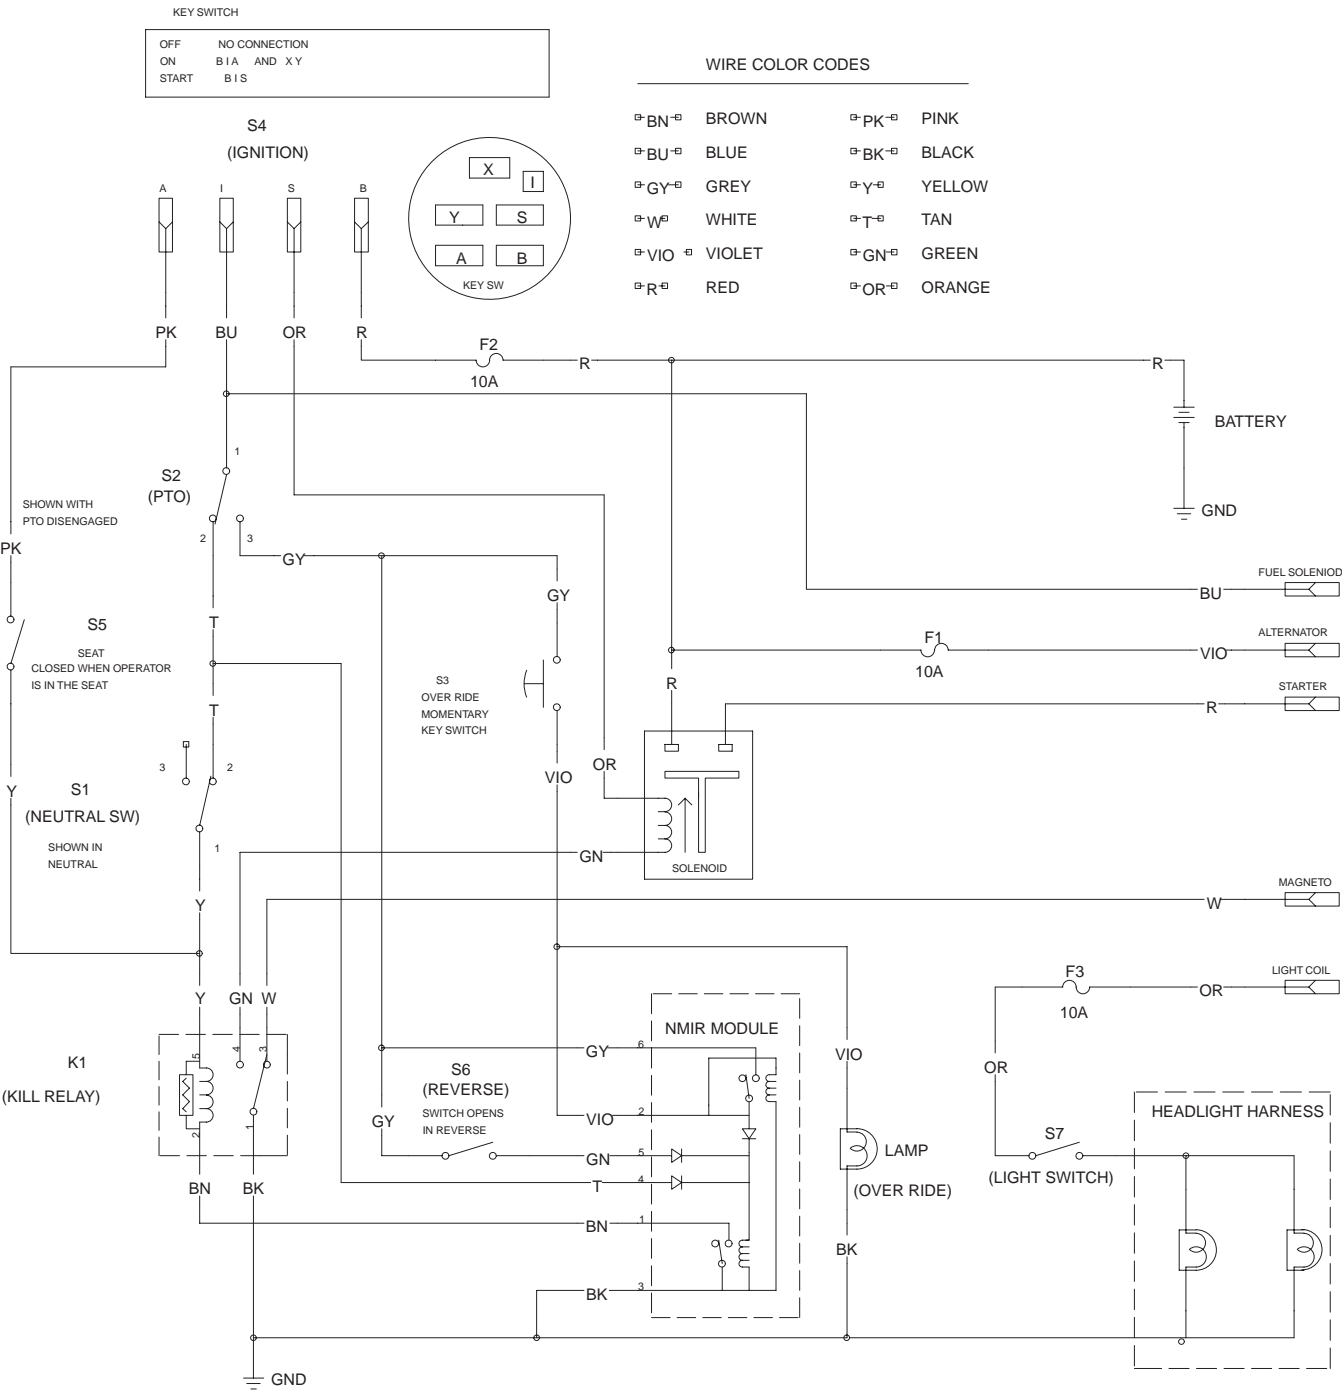 KEY SWITCH
OFF NO CONNECTION
ON B I A AND X Y
START B I S
WIRE COLOR CODES
BN BROWN PK PINK
BU BLUE BK BLACK
GY GREY Y YELLOW
W WHITE T TAN
VIO VIOLET GN GREEN
R RED OR ORANGE
S4
(IGNITION)
A I S B
X
I
Y S
A B
KEY SW
PK BU OR R
F2
10A
R
R
BATTERY
GND
1
S2
(PTO)
SHOWN WITH
PTO DISENGAGED
2 3
PK
GY
GY
T
FUEL SOLENIOD
BU
S5
SEAT
CLOSED WHEN OPERATOR
IS IN THE SEAT
ALTERNATOR
F1
10A
VIO
S3
OVER RIDE
MOMENTARY
KEY SWITCH
R
STARTER
R
T
3 2
VIO
OR
Y
S1
(NEUTRAL SW)
SHOWN IN
NEUTRAL
1
GN
SOLENOID
MAGNETO
W
Y
LIGHT COIL
F3
10A
OR
Y GN W
NMIR MODULE
K1
(KILL RELAY)
5 4 3
2 1
GY 6
VIO
OR
S6
(REVERSE)
SWITCH OPENS
IN REVERSE
GY
VIO 2
GN 5
T 4
BN 1
BK 3
LAMP
(OVER RIDE)
BK
S7
(LIGHT SWITCH)
HEADLIGHT HARNESS
BN BK
GND